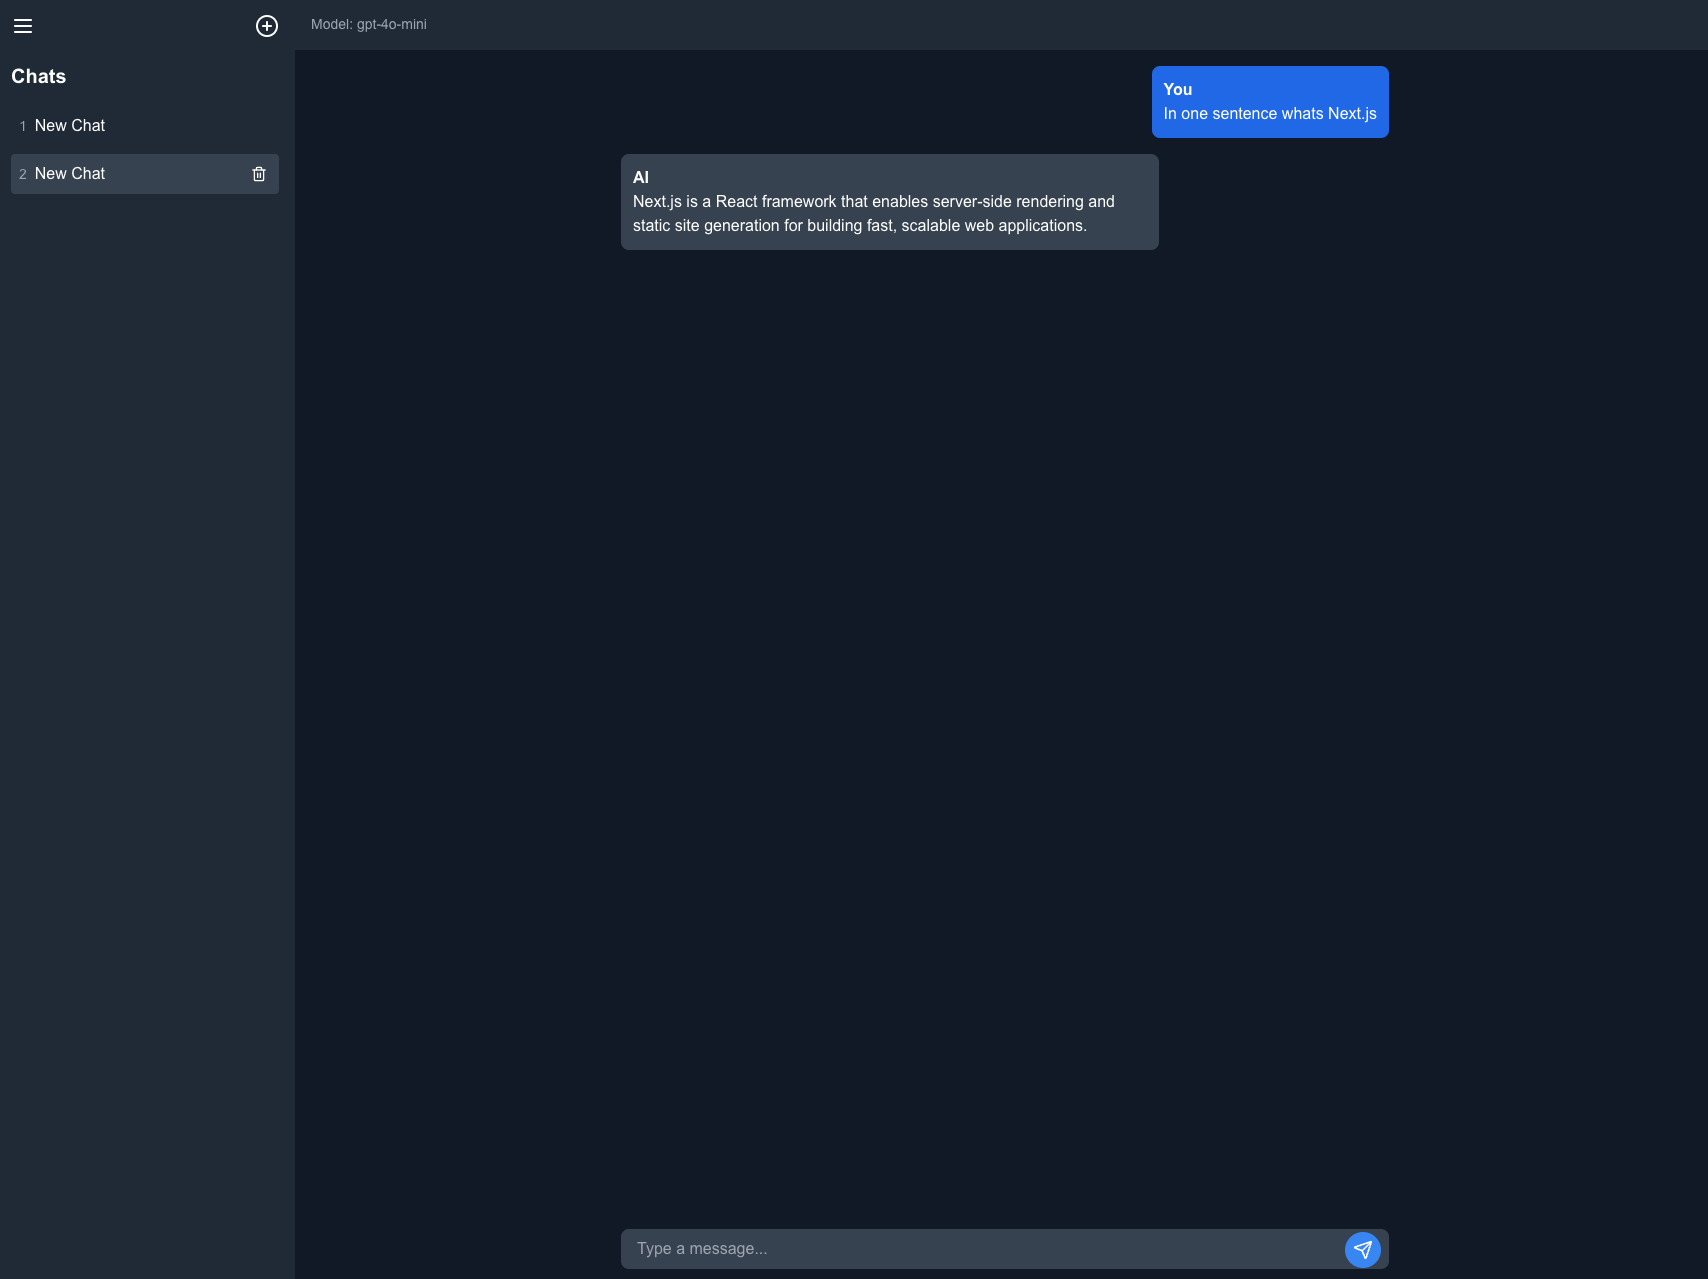 Model: gpt-4o-mini
Chats
1 New Chat
2 New Chat
You
In one sentence whats Next.js
AI
Next.js is a React framework that enables server-side rendering and
static site generation for building fast, scalable web applications.
Type a message...